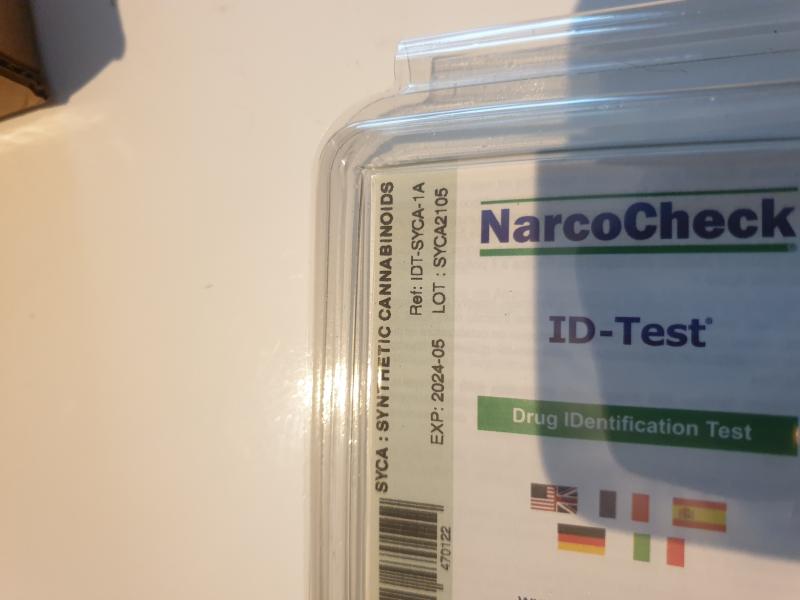 SYCA : SYNTHETIC CANNABINOIDS
Ref: IDT-SYCA-1A
EXP: 2024-05 LOT : SYCA2105
470122
NarcoCheck
ID-Test®
Drug IDentification Test